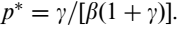 p* = γ/[β(1 + γ)].